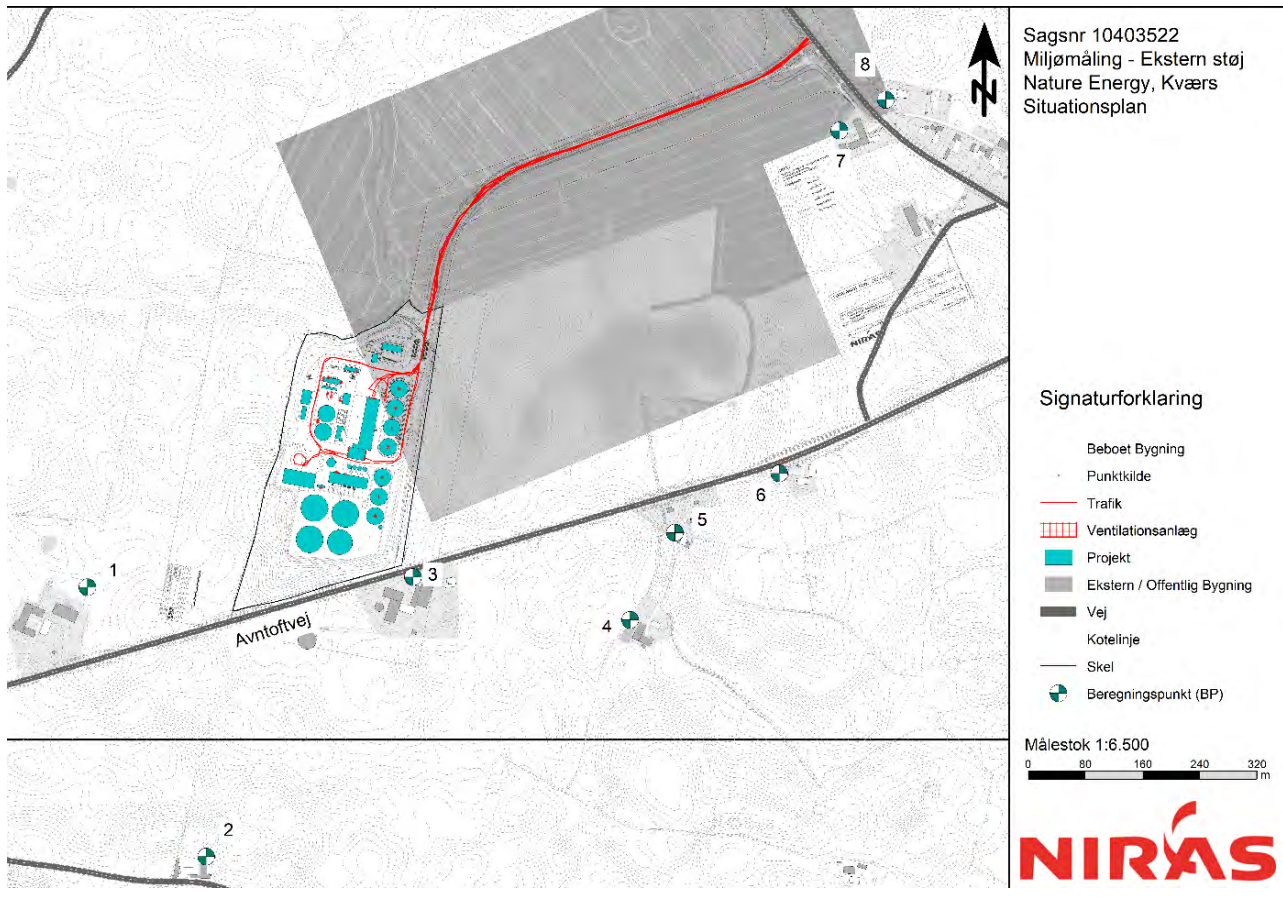 Sagsnr 10403522
Miljømåling - Ekstern støj
Nature Energy, Kværs
Situationsplan
8
7
6
5
4
3
1
2
Avntoftvej
NIRAS
Signaturforklaring
Beboet Bygning
Punktkilde
Trafik
Ventilationsanlæg
Projekt
Ekstern / Offentlig Bygning
Vej
Kotelinje
Skel
Beregningspunkt (BP)
Målestok 1:6.500
0 80 160 240 320
m
NIRAS